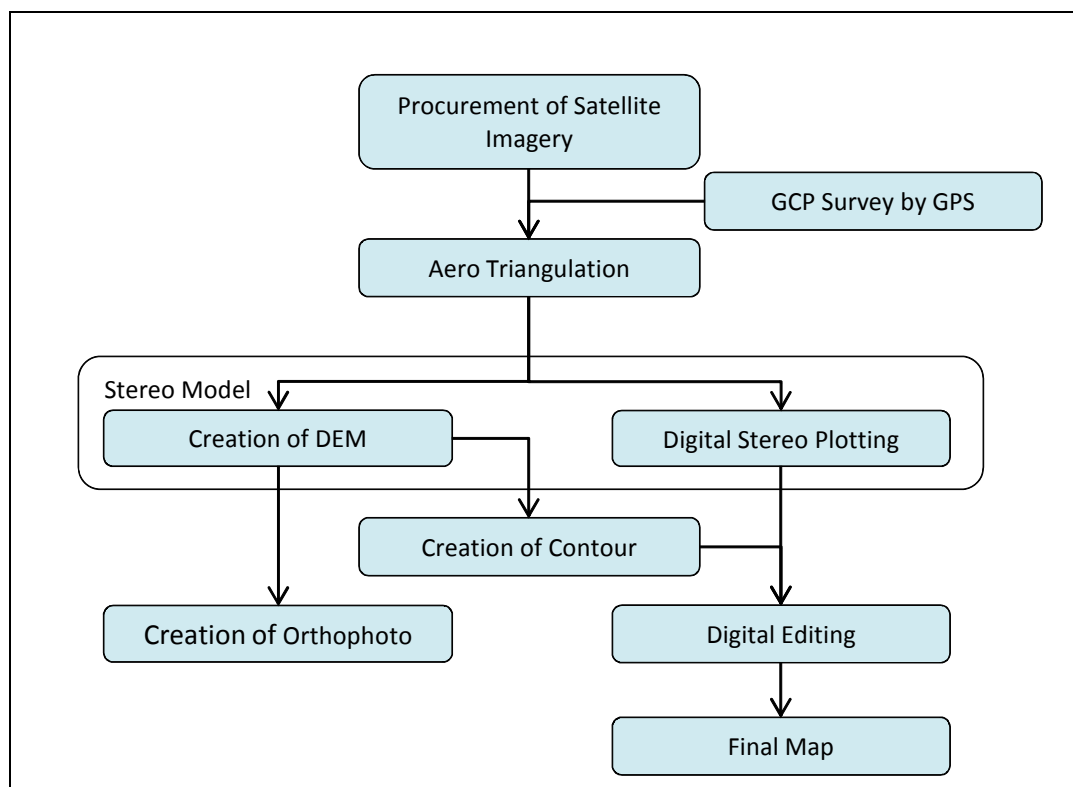 Procurement of Satellite
Imagery
GCP Survey by GPS
Aero Triangulation
Stereo Model
Creation of DEM
Digital Stereo Plotting
Creation of Contour
Creation of Orthophoto
Digital Editing
Final Map